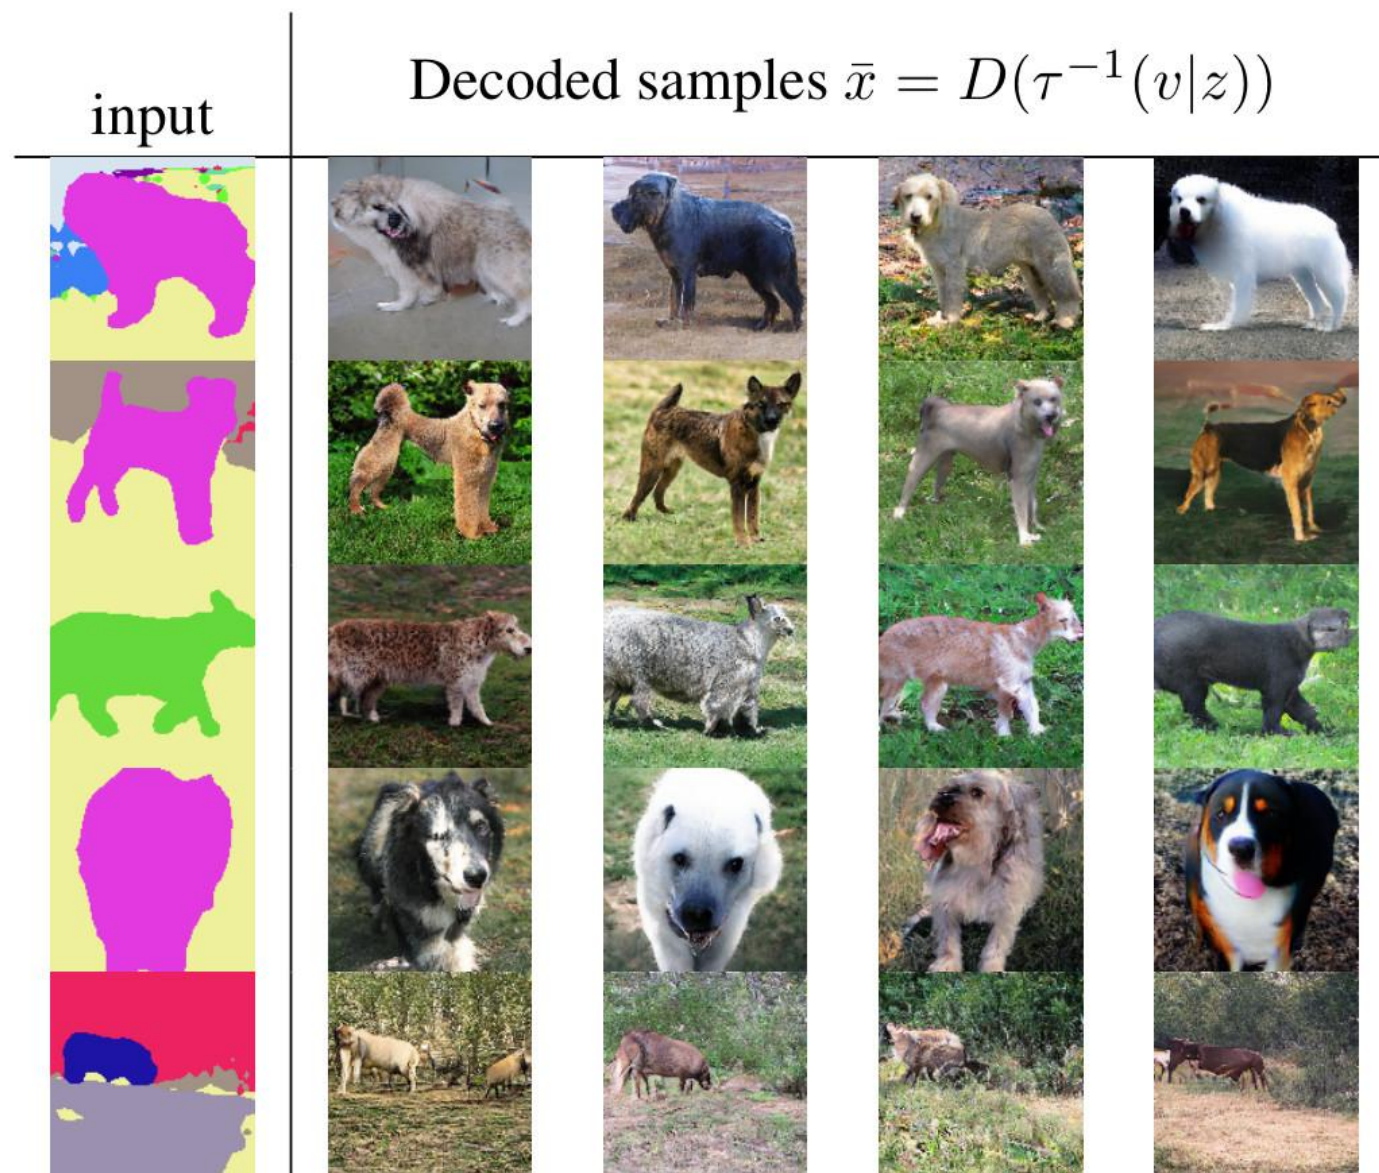 input
Decoded samples x̄ = D(τ⁻¹(v|z))